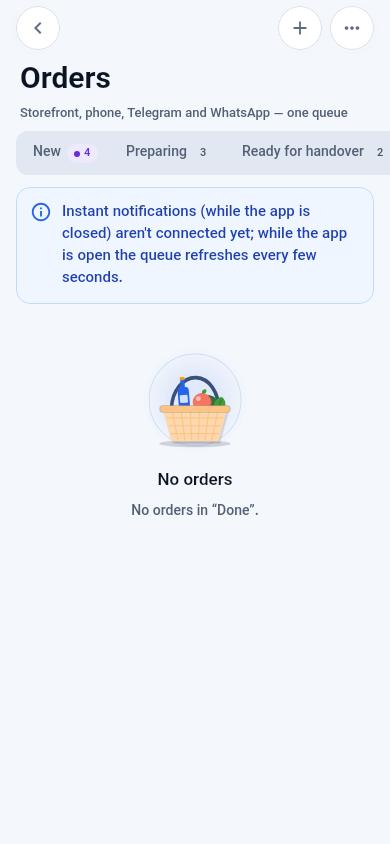 Orders
Storefront, phone, Telegram and WhatsApp — one queue
New 4 Preparing 3 Ready for handover 2
Instant notifications (while the app is
closed) aren't connected yet; while the app
is open the queue refreshes every few
seconds.
No orders
No orders in “Done”.